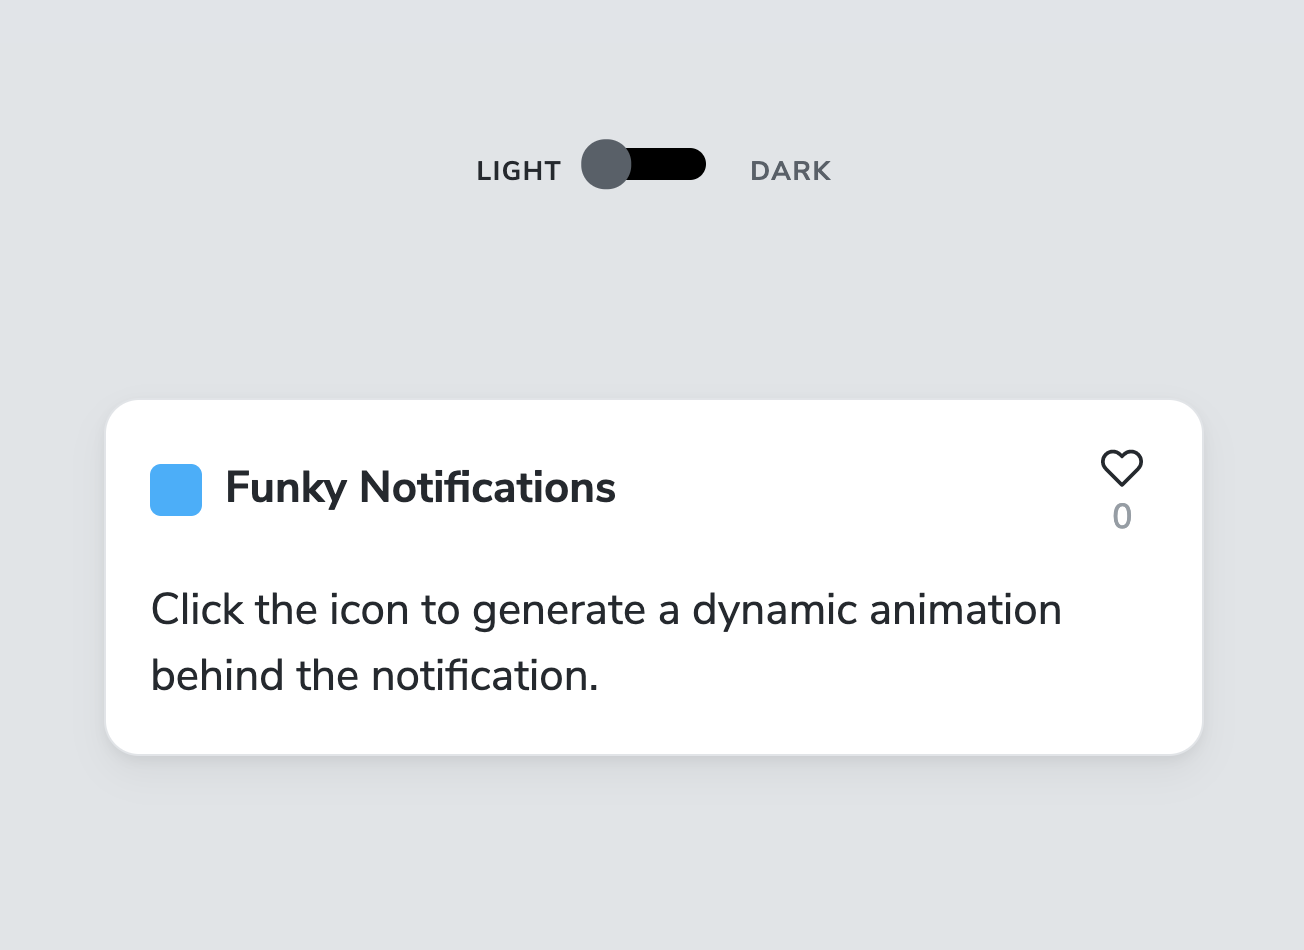 LIGHT DARK
Funky Notifications
0
Click the icon to generate a dynamic animation
behind the notification.